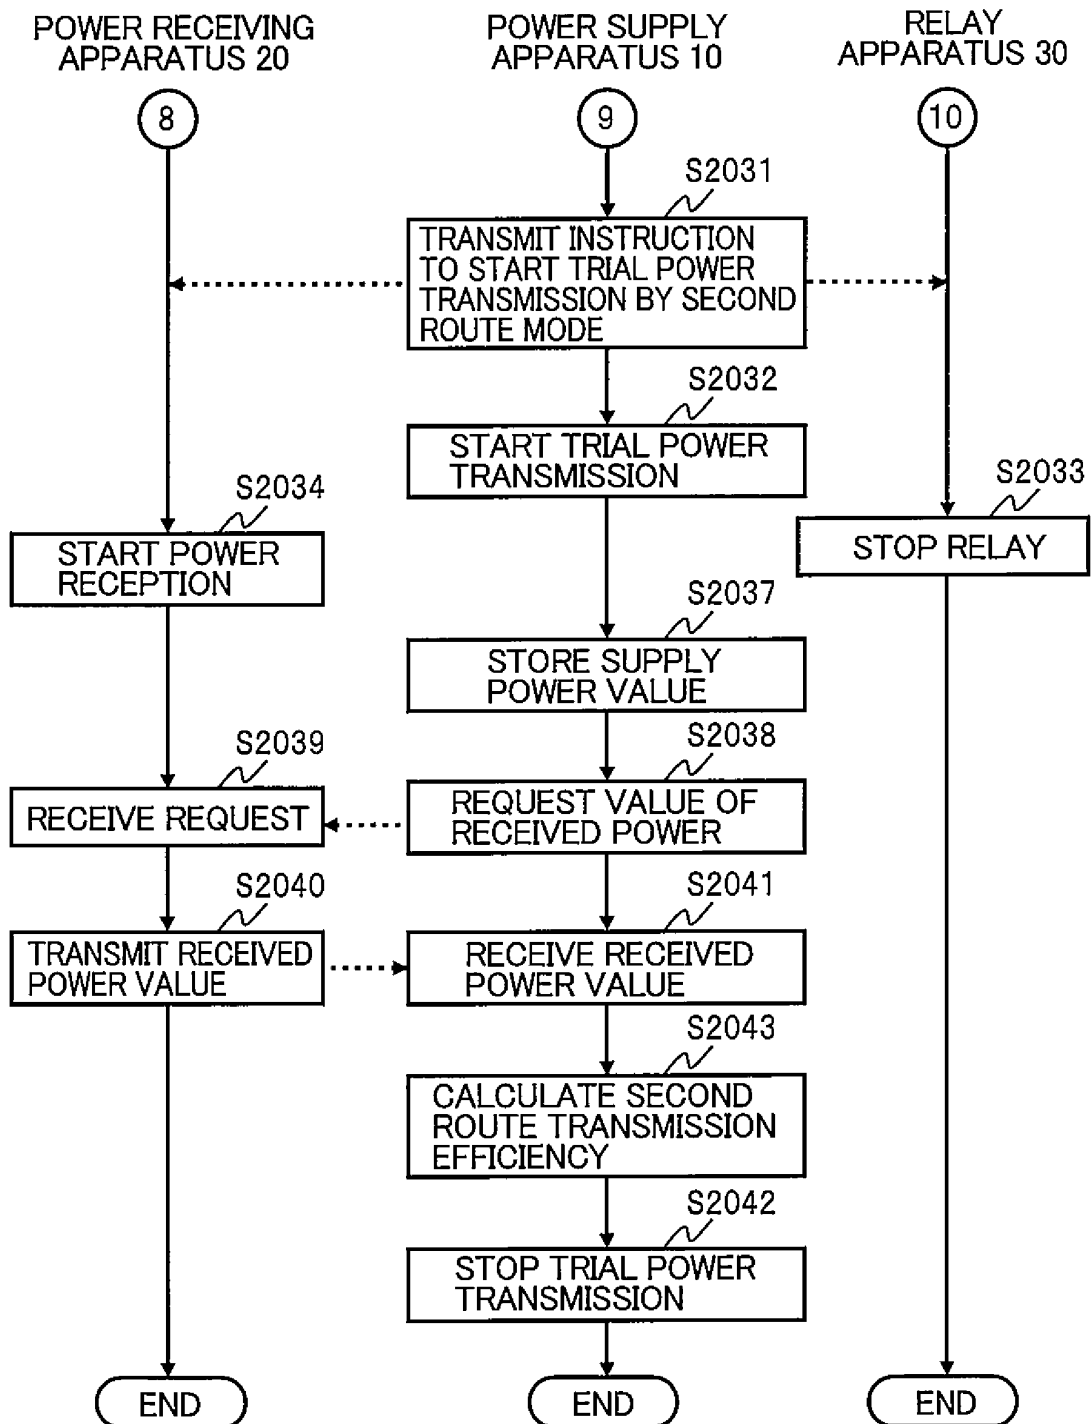 POWER RECEIVING
APPARATUS 20
POWER SUPPLY
APPARATUS 10
RELAY
APPARATUS 30
8
9
10
S2031
TRANSMIT INSTRUCTION
TO START TRIAL POWER
TRANSMISSION BY SECOND
ROUTE MODE
S2032
START TRIAL POWER
TRANSMISSION
S2034
START POWER
RECEPTION
S2033
STOP RELAY
S2037
STORE SUPPLY
POWER VALUE
S2039
RECEIVE REQUEST
S2038
REQUEST VALUE OF
RECEIVED POWER
S2040
TRANSMIT RECEIVED
POWER VALUE
S2041
RECEIVE RECEIVED
POWER VALUE
S2043
CALCULATE SECOND
ROUTE TRANSMISSION
EFFICIENCY
S2042
STOP TRIAL POWER
TRANSMISSION
END
END
END